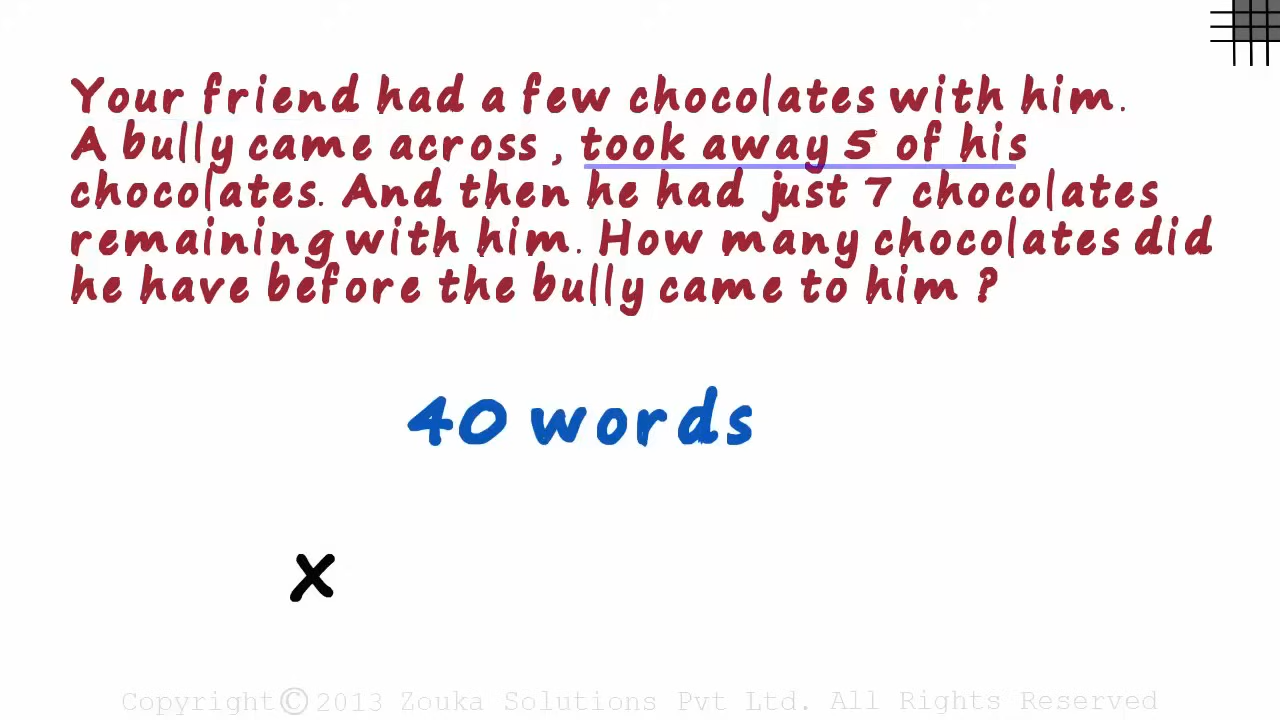 Your friend had a few chocolates with him.
A bully came across , took away 5 of his
chocolates. And then he had just 7 chocolates
remaining with him. How many chocolates did
he have before the bully came to him ?
40 words
x
Copyright© 2013 Zouka Solutions Pvt Ltd. All Rights Reserved